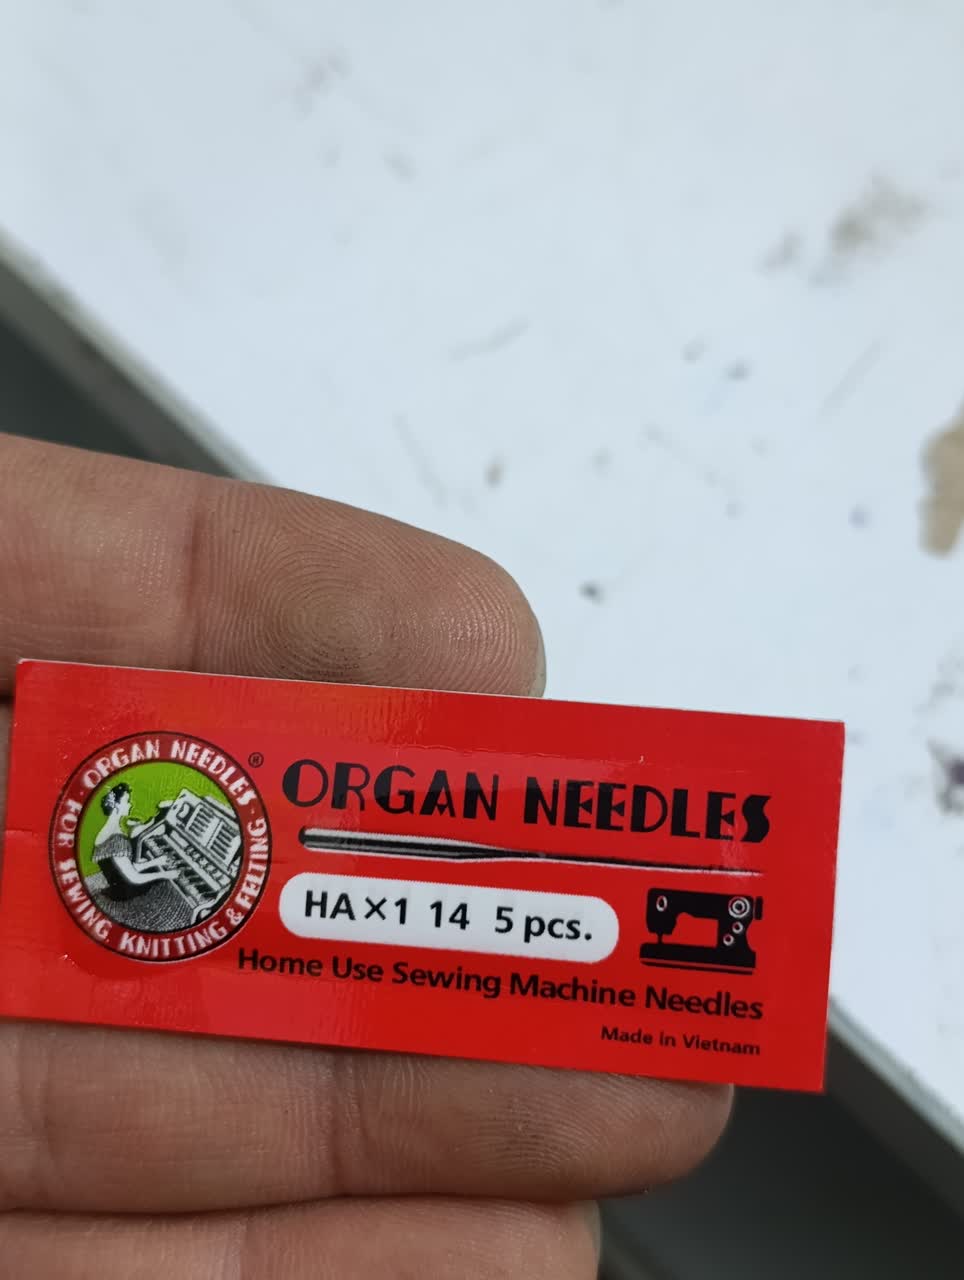 · ORGAN NEEDLES ·
FOR SEWING, KNITTING & FELTING
®
ORGAN NEEDLES
HA×1 14 5 pcs.
Home Use Sewing Machine Needles
Made in Vietnam